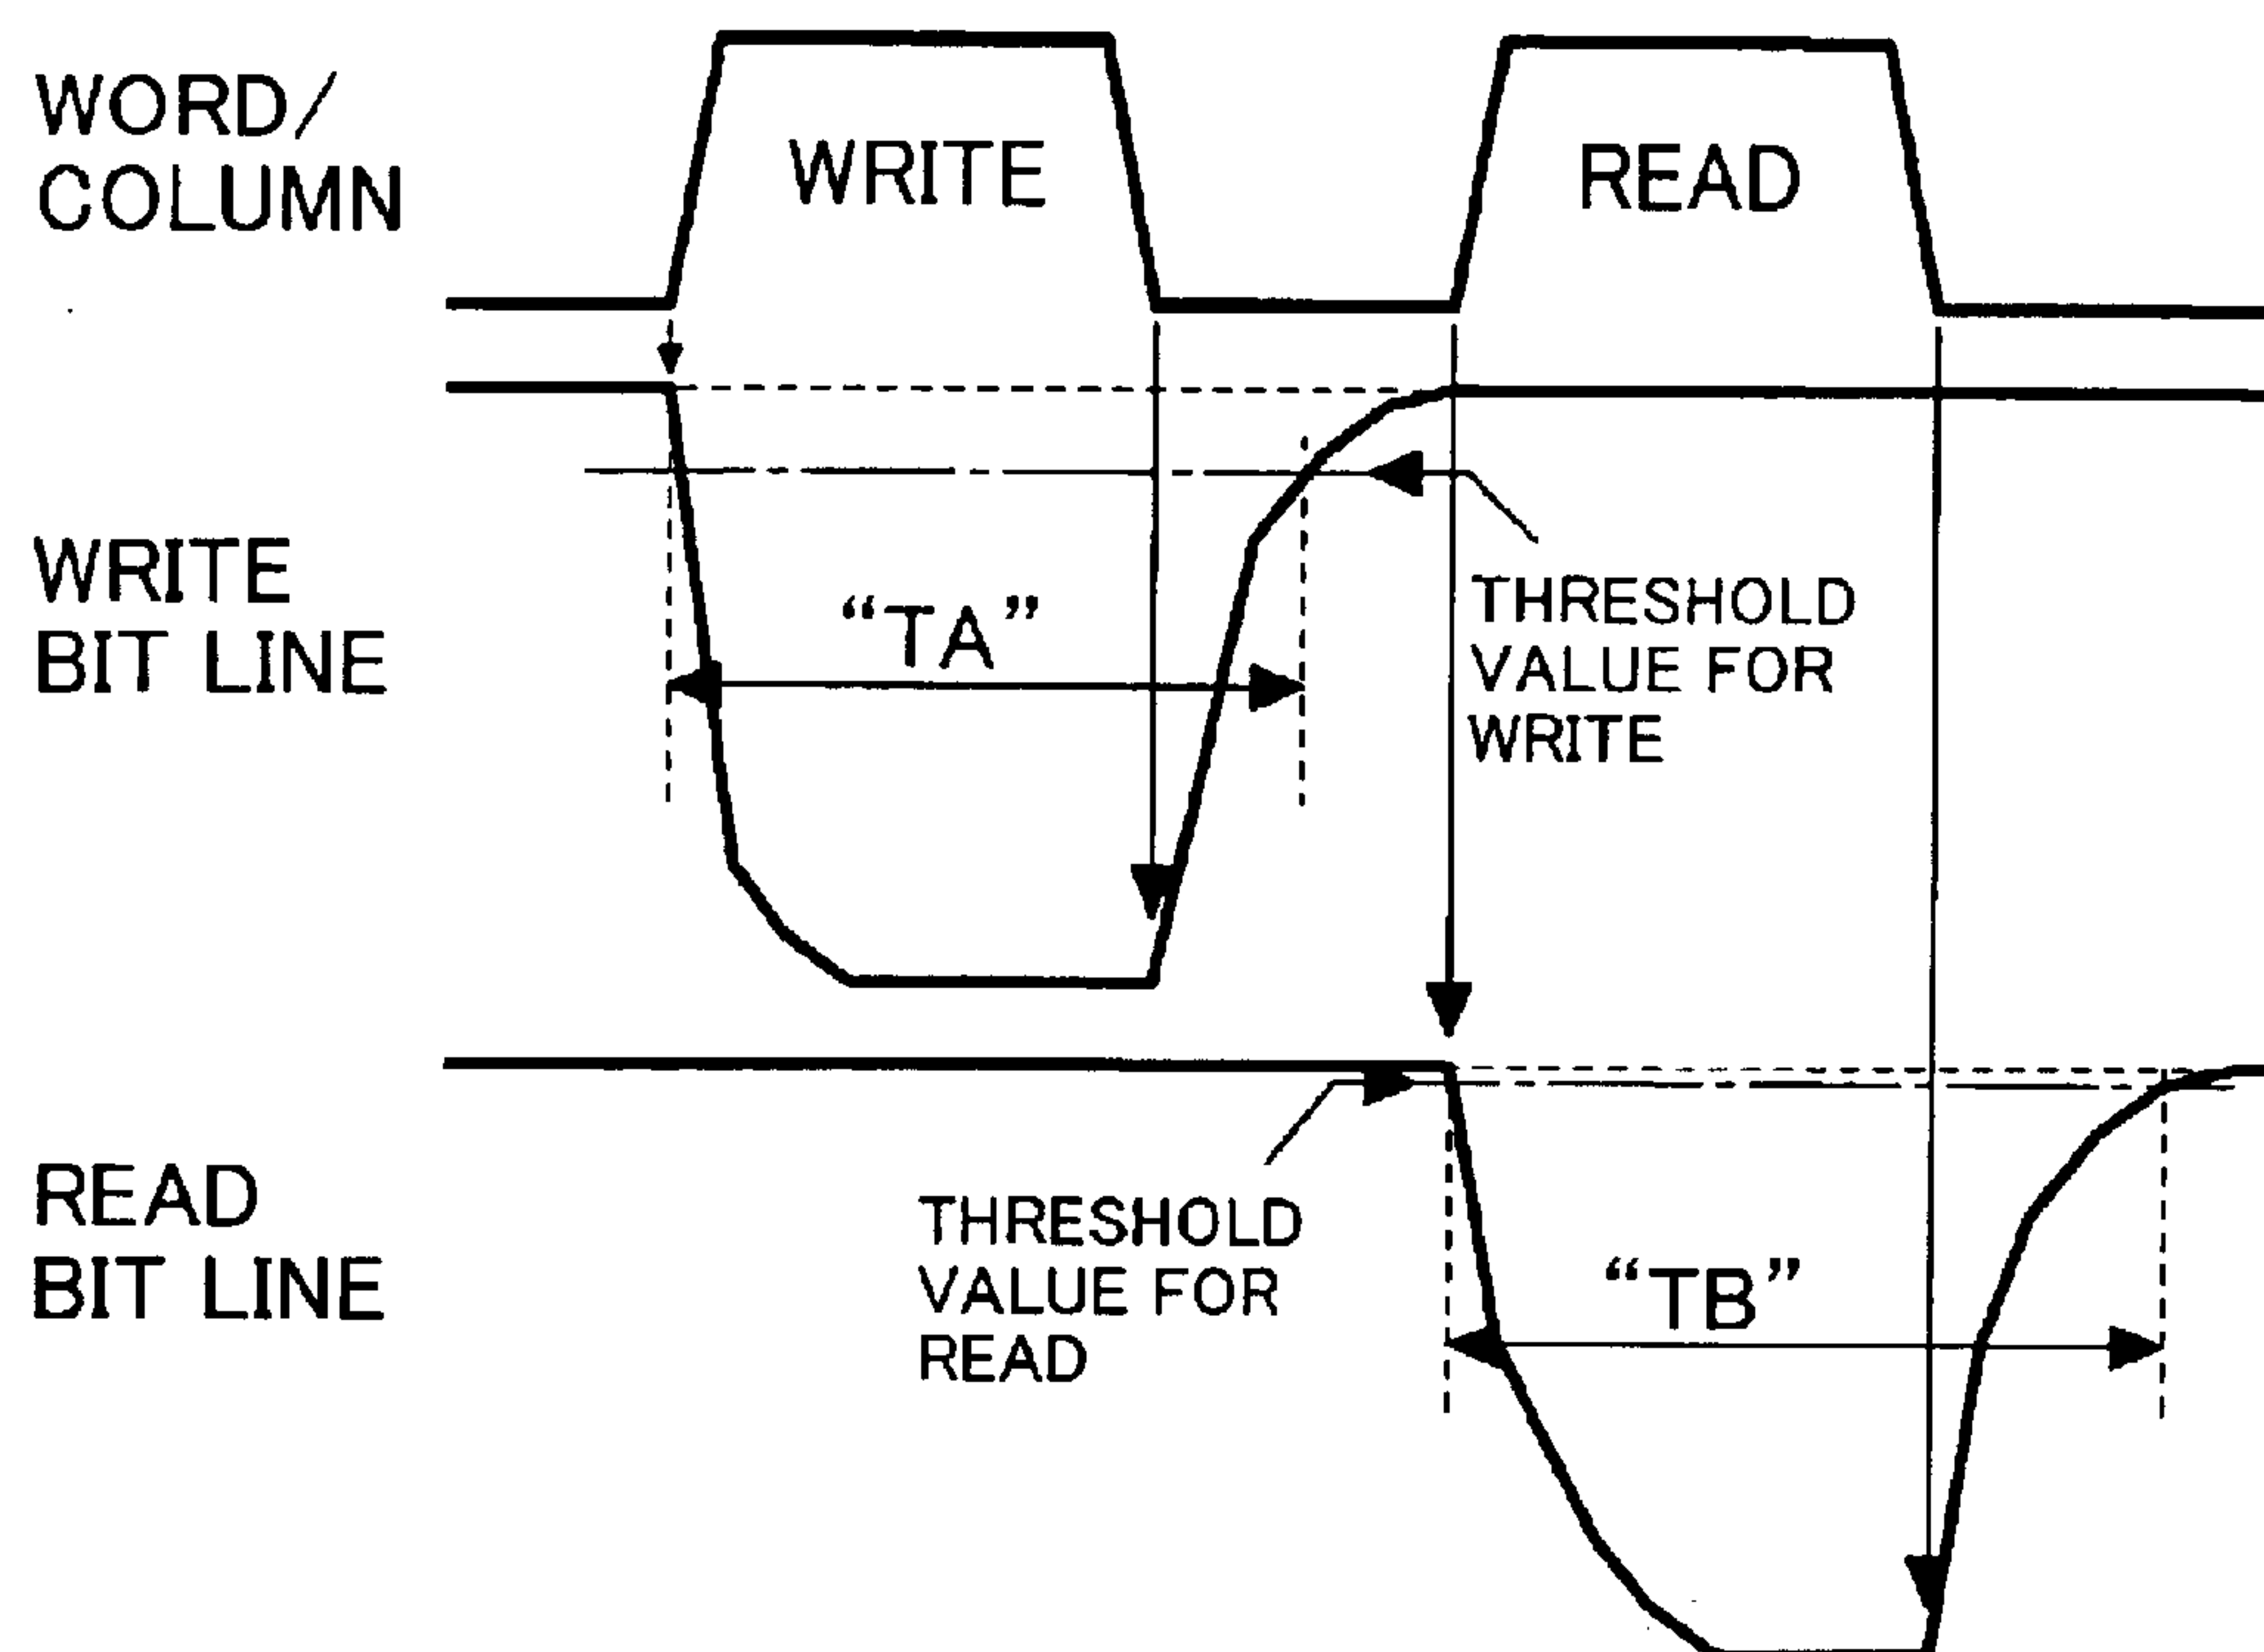 WORD/
COLUMN
WRITE
READ
WRITE
BIT LINE
“TA”
THRESHOLD
VALUE FOR
WRITE
READ
BIT LINE
THRESHOLD
VALUE FOR
READ
“TB”